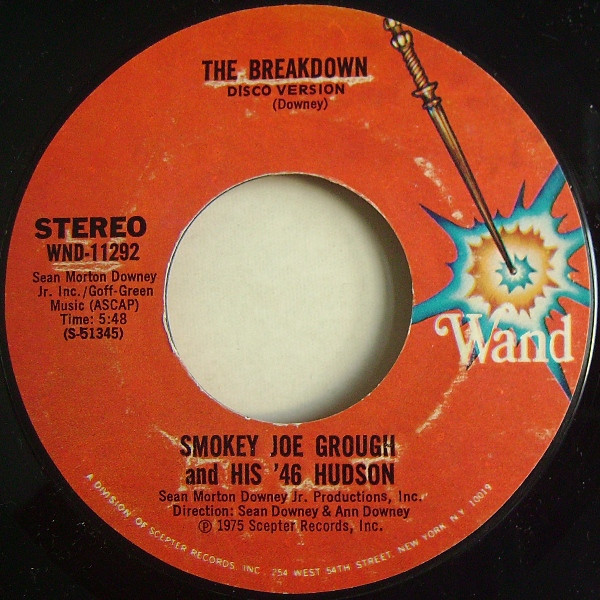 THE BREAKDOWN
DISCO VERSION
(Downey)
STEREO
WND-11292
Sean Morton Downey
Jr. Inc./Goff-Green
Music (ASCAP)
Time: 5:48
(S-51345)
Wand
SMOKEY JOE GROUGH
and HIS '46 HUDSON
Sean Morton Downey Jr. Productions, Inc.
Direction: Sean Downey & Ann Downey
℗ 1975 Scepter Records, Inc.
A DIVISION OF SCEPTER RECORDS, INC. 254 WEST 54TH STREET, NEW YORK, N.Y. 10019